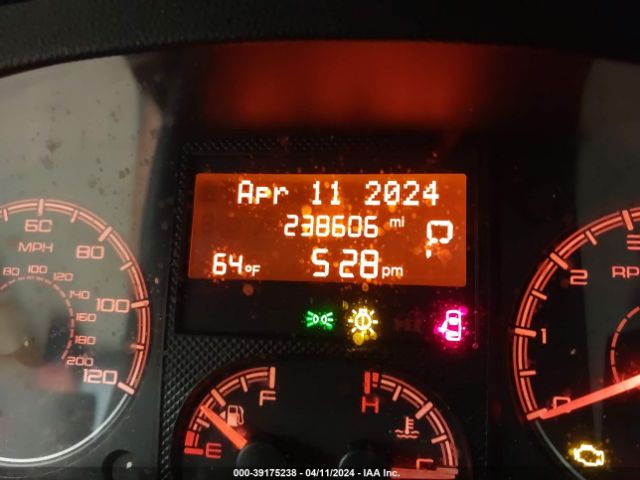 Apr 11 2024
238606 mi
P
64°F 5:28 pm
60
MPH
80
100
120
80 100 120
140
160
180
200
F
E
H
C
1
2
0
000-39175238 - 04/11/2024 - IAA Inc.